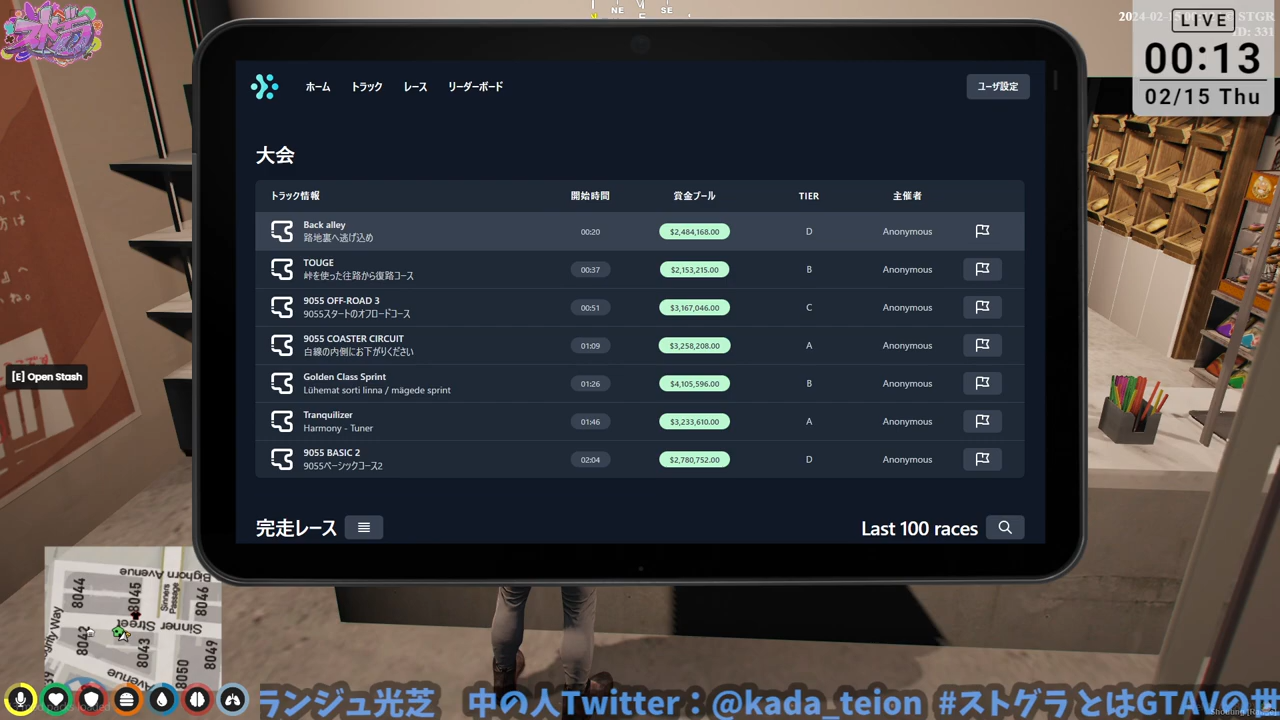 ストグラ
NE SE
LIVE
00:13
02/15 Thu
ホーム トラック レース リーダーボード ユーザ設定
大会
トラック情報 開始時間 賞金プール TIER 主催者
Back alley
路地裏へ逃げ込め
00:20 $2,484,168.00 D Anonymous
TOUGE
峠を使った往路から復路コース
00:37 $2,153,215.00 B Anonymous
9055 OFF-ROAD 3
9055スタートのオフロードコース
00:51 $3,167,046.00 C Anonymous
9055 COASTER CIRCUIT
白線の内側にお下がりください
01:09 $3,258,208.00 A Anonymous
Golden Class Sprint
Lühemat sorti linna / mägede sprint
01:26 $4,105,596.00 B Anonymous
Tranquilizer
Harmony - Tuner
01:46 $3,233,610.00 A Anonymous
9055 BASIC 2
9055ベーシックコース2
02:04 $2,780,752.00 D Anonymous
完走レース Last 100 races
[E] Open Stash
Bighorn Avenue
8044 8045 8046
Sinners Passage
Sinner Street
8042 8043 8049
8050
Avenue
ランジュ光芝 中の人Twitter：@kada_teion #ストグラ とはGTAVの世